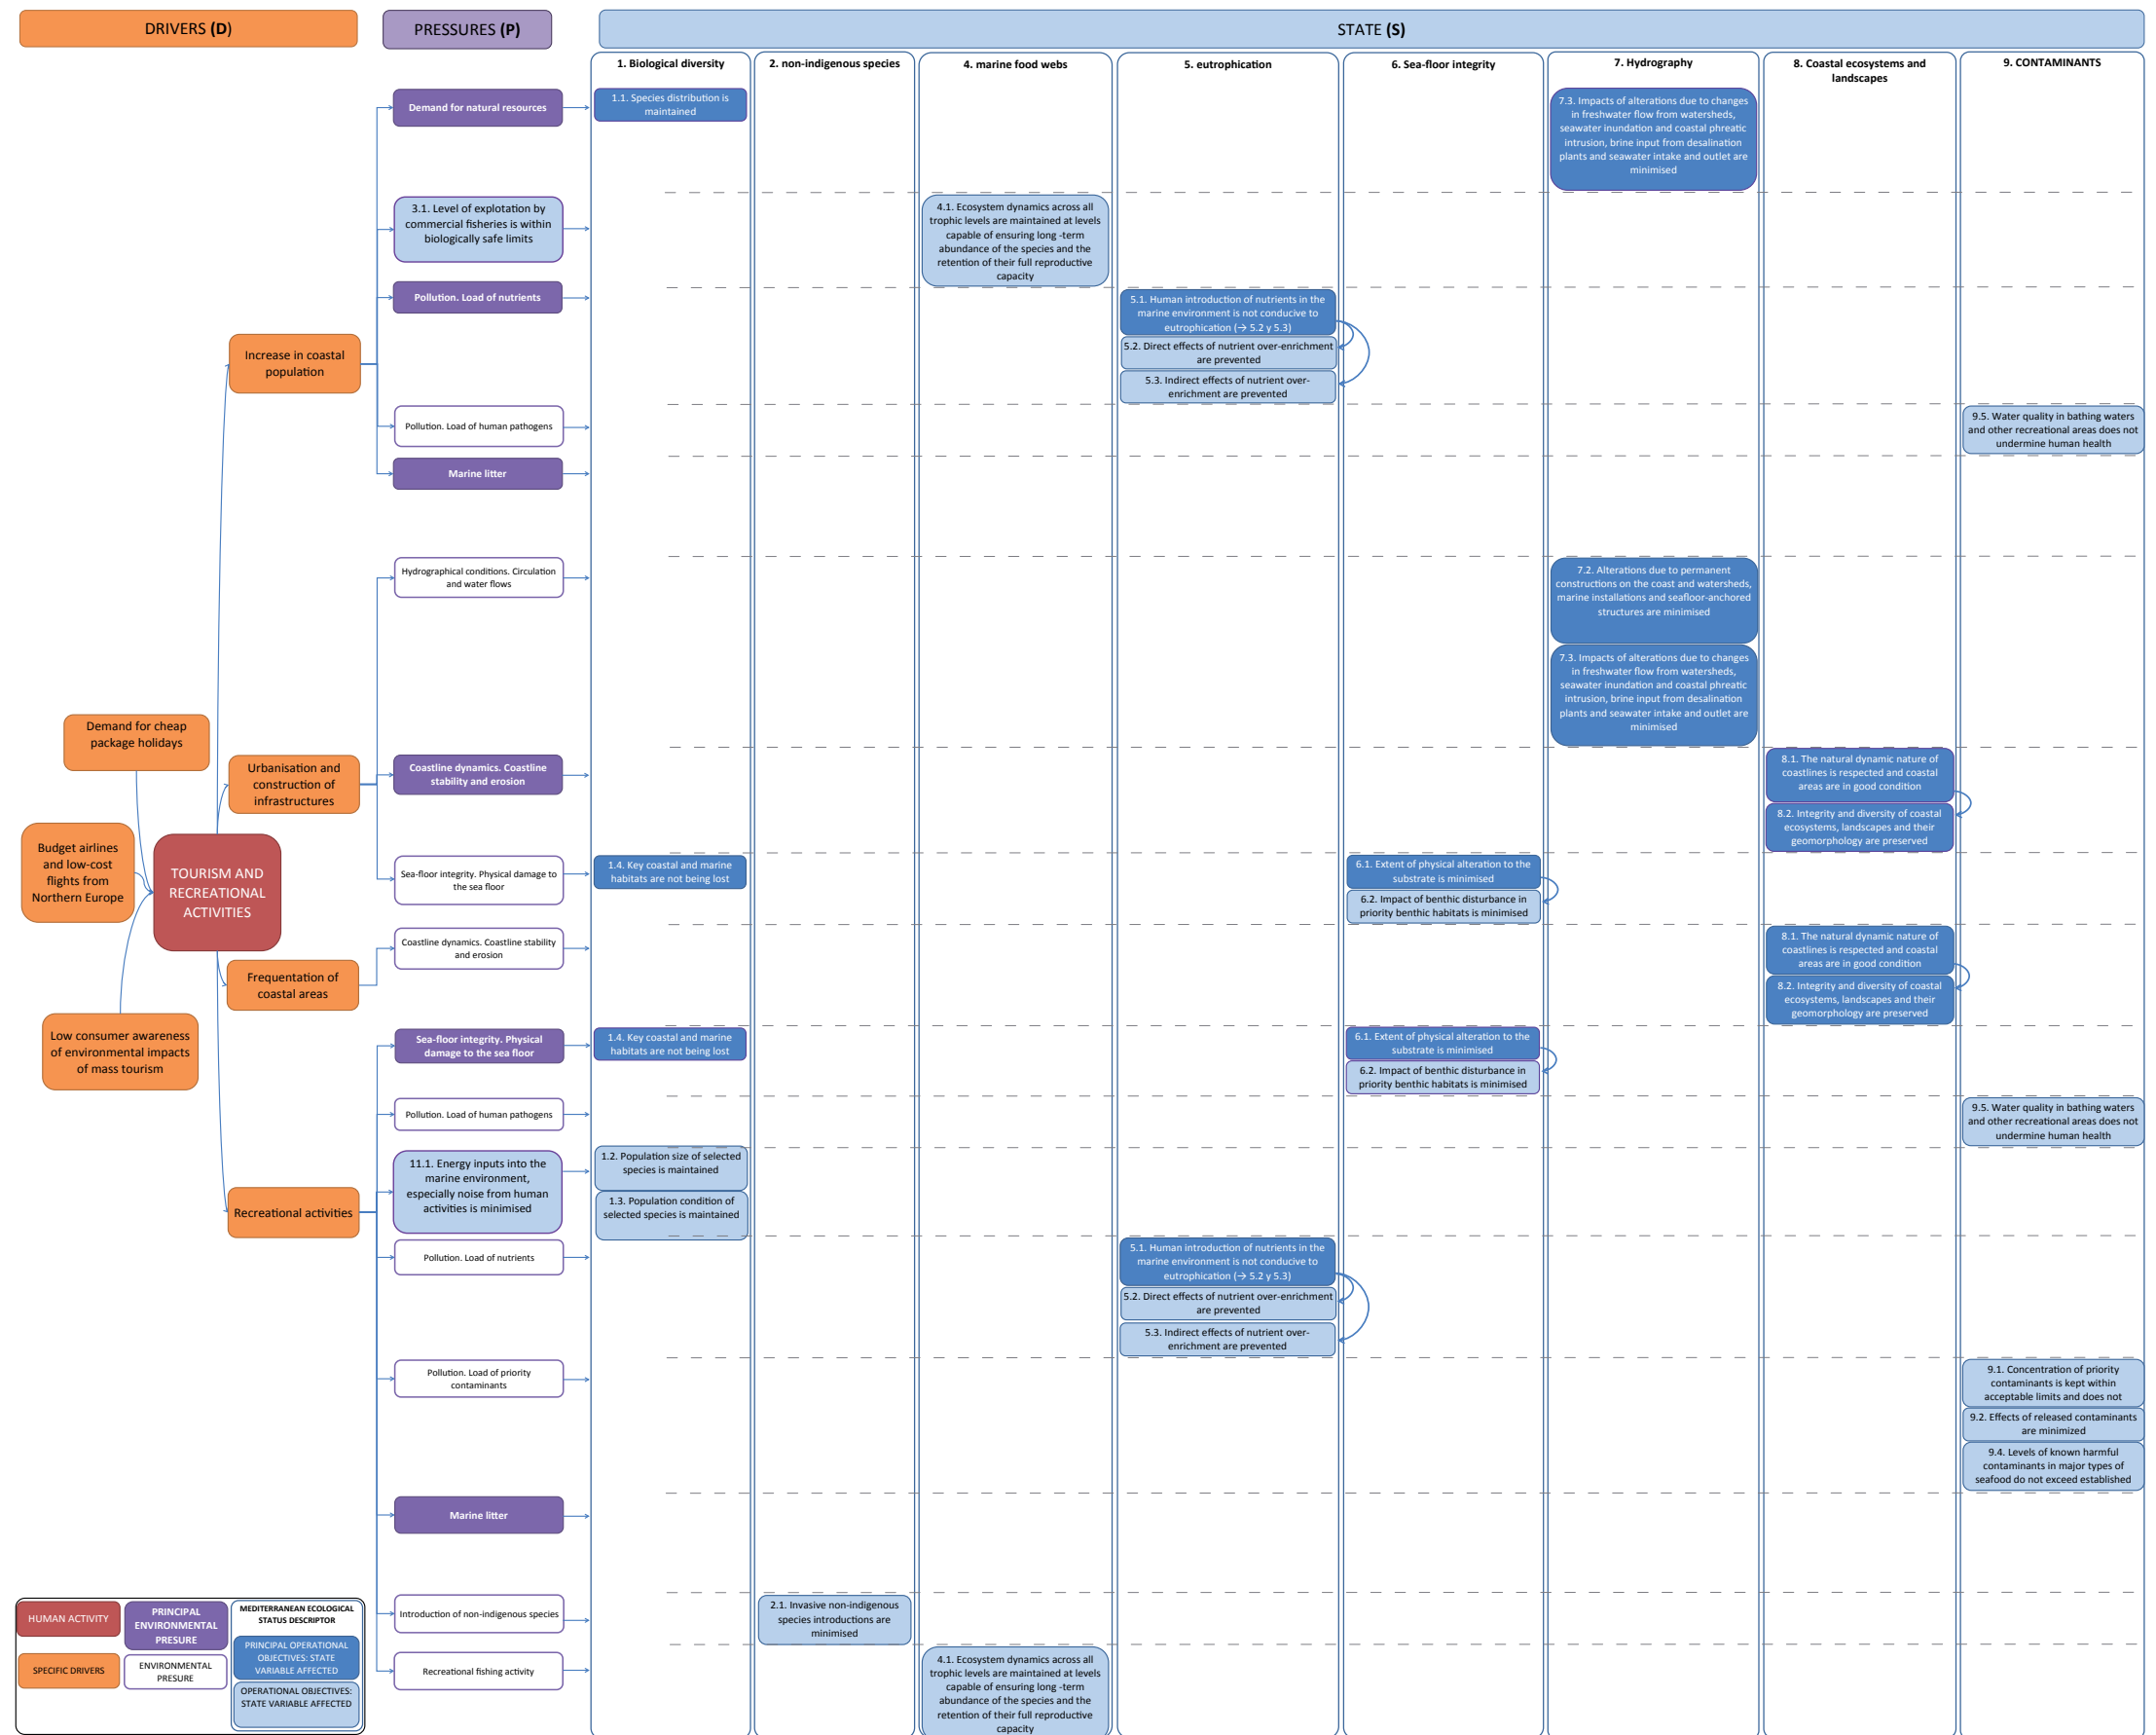 DRIVERS (D)
PRESSURES (P)
STATE (S)
1. Biological diversity
2. non-indigenous species
4. marine food webs
5. eutrophication
6. Sea-floor integrity
7. Hydrography
8. Coastal ecosystems and
landscapes
9. CONTAMINANTS
Demand for natural resources
1.1. Species distribution is
maintained
7.3. Impacts of alterations due to changes
in freshwater flow from watersheds,
seawater inundation and coastal phreatic
intrusion, brine input from desalination
plants and seawater intake and outlet are
minimised
3.1. Level of explotation by
commercial fisheries is within
biologically safe limits
4.1. Ecosystem dynamics across all
trophic levels are maintained at levels
capable of ensuring long -term
abundance of the species and the
retention of their full reproductive
capacity
Pollution. Load of nutrients
5.1. Human introduction of nutrients in the
marine environment is not conducive to
eutrophication (→ 5.2 y 5.3)
5.2. Direct effects of nutrient over-enrichment
are prevented
5.3. Indirect effects of nutrient over-
enrichment are prevented
Increase in coastal
population
Pollution. Load of human pathogens
9.5. Water quality in bathing waters
and other recreational areas does not
undermine human health
Marine litter
Hydrographical conditions. Circulation
and water flows
7.2. Alterations due to permanent
constructions on the coast and watersheds,
marine installations and seafloor-anchored
structures are minimised
7.3. Impacts of alterations due to changes
in freshwater flow from watersheds,
seawater inundation and coastal phreatic
intrusion, brine input from desalination
plants and seawater intake and outlet are
minimised
Demand for cheap
package holidays
Urbanisation and
construction of
infrastructures
Coastline dynamics. Coastline
stability and erosion
8.1. The natural dynamic nature of
coastlines is respected and coastal
areas are in good condition
8.2. Integrity and diversity of coastal
ecosystems, landscapes and their
geomorphology are preserved
Budget airlines
and low-cost
flights from
Northern Europe
TOURISM AND
RECREATIONAL
ACTIVITIES
Sea-floor integrity. Physical damage to
the sea floor
1.4. Key coastal and marine
habitats are not being lost
6.1. Extent of physical alteration to the
substrate is minimised
6.2. Impact of benthic disturbance in
priority benthic habitats is minimised
Frequentation of
coastal areas
Coastline dynamics. Coastline stability
and erosion
8.1. The natural dynamic nature of
coastlines is respected and coastal
areas are in good condition
8.2. Integrity and diversity of coastal
ecosystems, landscapes and their
geomorphology are preserved
Low consumer awareness
of environmental impacts
of mass tourism
Sea-floor integrity. Physical
damage to the sea floor
1.4. Key coastal and marine
habitats are not being lost
6.1. Extent of physical alteration to the
substrate is minimised
6.2. Impact of benthic disturbance in
priority benthic habitats is minimised
Pollution. Load of human pathogens
9.5. Water quality in bathing waters
and other recreational areas does not
undermine human health
Recreational activities
11.1. Energy inputs into the
marine environment,
especially noise from human
activities is minimised
1.2. Population size of selected
species is maintained
1.3. Population condition of
selected species is maintained
Pollution. Load of nutrients
5.1. Human introduction of nutrients in the
marine environment is not conducive to
eutrophication (→ 5.2 y 5.3)
5.2. Direct effects of nutrient over-enrichment
are prevented
5.3. Indirect effects of nutrient over-
enrichment are prevented
Pollution. Load of priority
contaminants
9.1. Concentration of priority
contaminants is kept within
acceptable limits and does not
9.2. Effects of released contaminants
are minimized
9.4. Levels of known harmful
contaminants in major types of
seafood do not exceed established
Marine litter
Introduction of non-indigenous species
2.1. Invasive non-indigenous
species introductions are
minimised
Recreational fishing activity
4.1. Ecosystem dynamics across all
trophic levels are maintained at levels
capable of ensuring long -term
abundance of the species and the
retention of their full reproductive
capacity
HUMAN ACTIVITY
PRINCIPAL
ENVIRONMENTAL
PRESURE
MEDITERRANEAN ECOLOGICAL
STATUS DESCRIPTOR
PRINCIPAL OPERATIONAL
OBJECTIVES: STATE
VARIABLE AFFECTED
SPECIFIC DRIVERS
ENVIRONMENTAL
PRESURE
OPERATIONAL OBJECTIVES:
STATE VARIABLE AFFECTED